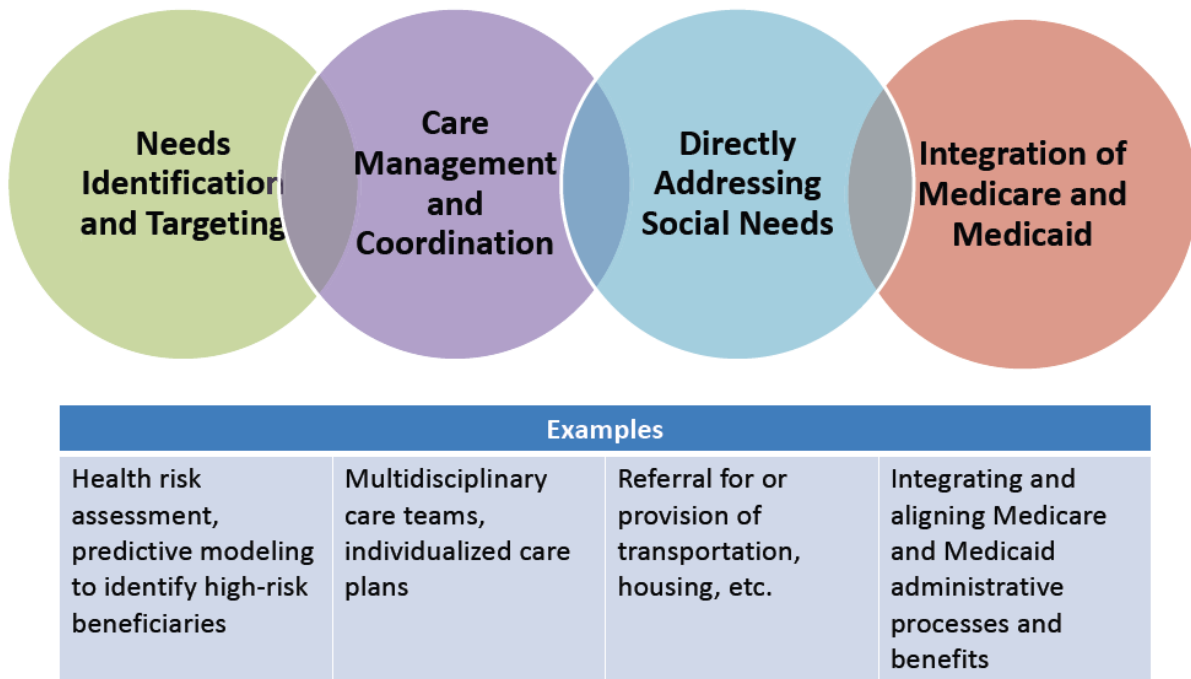 Needs
Identification
and Targeting
Care
Management
and
Coordination
Directly
Addressing
Social Needs
Integration of
Medicare and
Medicaid
Examples
Health risk
assessment,
predictive modeling
to identify high-risk
beneficiaries
Multidisciplinary
care teams,
individualized care
plans
Referral for or
provision of
transportation,
housing, etc.
Integrating and
aligning Medicare
and Medicaid
administrative
processes and
benefits